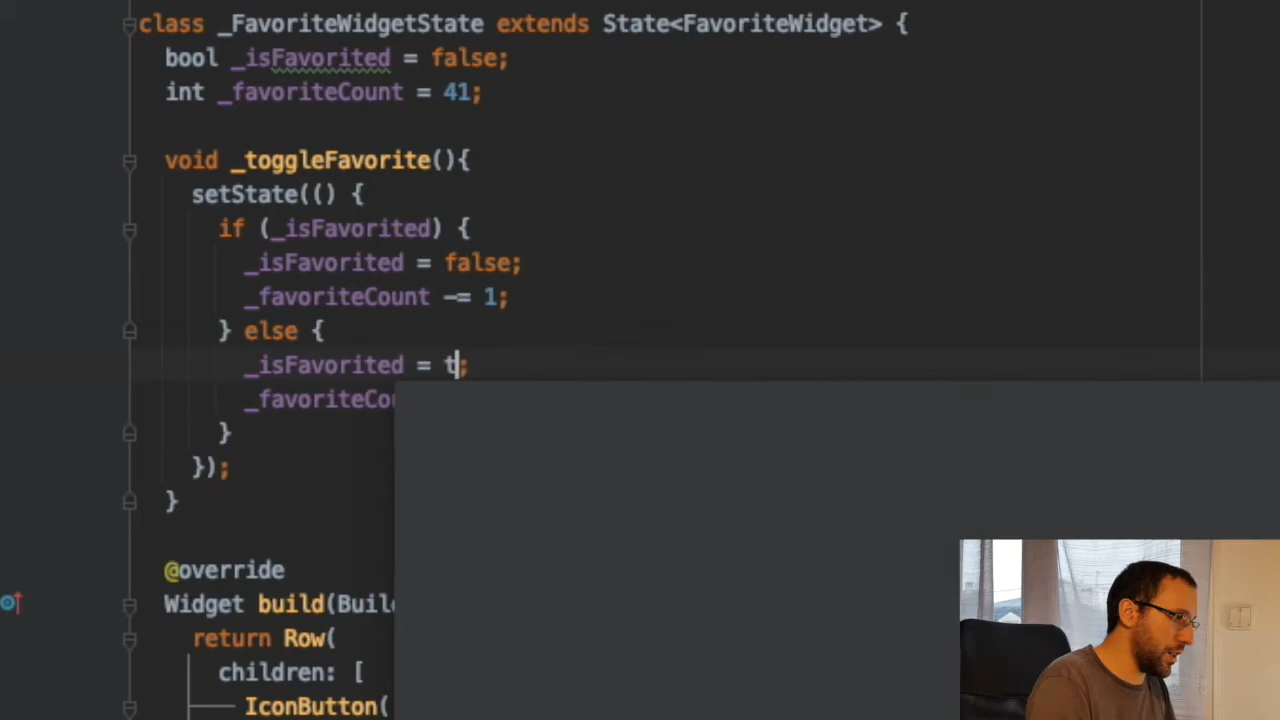 class _FavoriteWidgetState extends State<FavoriteWidget> {
bool _isFavorited = false;
int _favoriteCount = 41;
void _toggleFavorite(){
setState(() {
if (_isFavorited) {
_isFavorited = false;
_favoriteCount -= 1;
} else {
_isFavorited = t;
_favoriteCou
}
});
}
@override
Widget build(Buil
return Row(
children: [
IconButton(